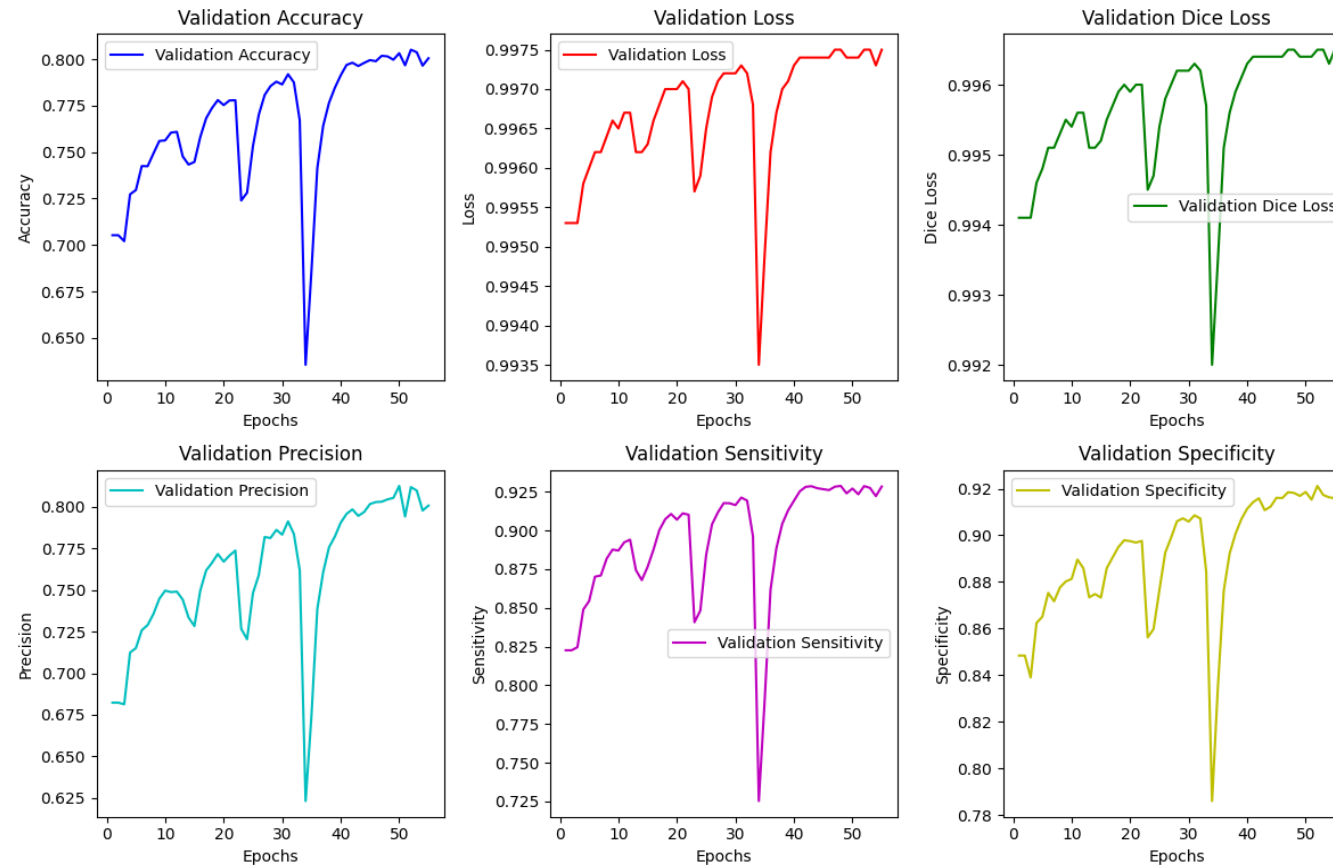 Validation Accuracy
Validation Accuracy
0.800
0.775
0.750
0.725
0.700
0.675
0.650
Accuracy
0 10 20 30 40 50
Epochs
Validation Loss
Validation Loss
0.9975
0.9970
0.9965
0.9960
0.9955
0.9950
0.9945
0.9940
0.9935
Loss
0 10 20 30 40 50
Epochs
Validation Dice Loss
Validation Dice Loss
0.996
0.995
0.994
0.993
0.992
Dice Loss
0 10 20 30 40 50
Epochs
Validation Precision
Validation Precision
0.800
0.775
0.750
0.725
0.700
0.675
0.650
0.625
Precision
0 10 20 30 40 50
Epochs
Validation Sensitivity
Validation Sensitivity
0.925
0.900
0.875
0.850
0.825
0.800
0.775
0.750
0.725
Sensitivity
0 10 20 30 40 50
Epochs
Validation Specificity
Validation Specificity
0.92
0.90
0.88
0.86
0.84
0.82
0.80
0.78
Specificity
0 10 20 30 40 50
Epochs